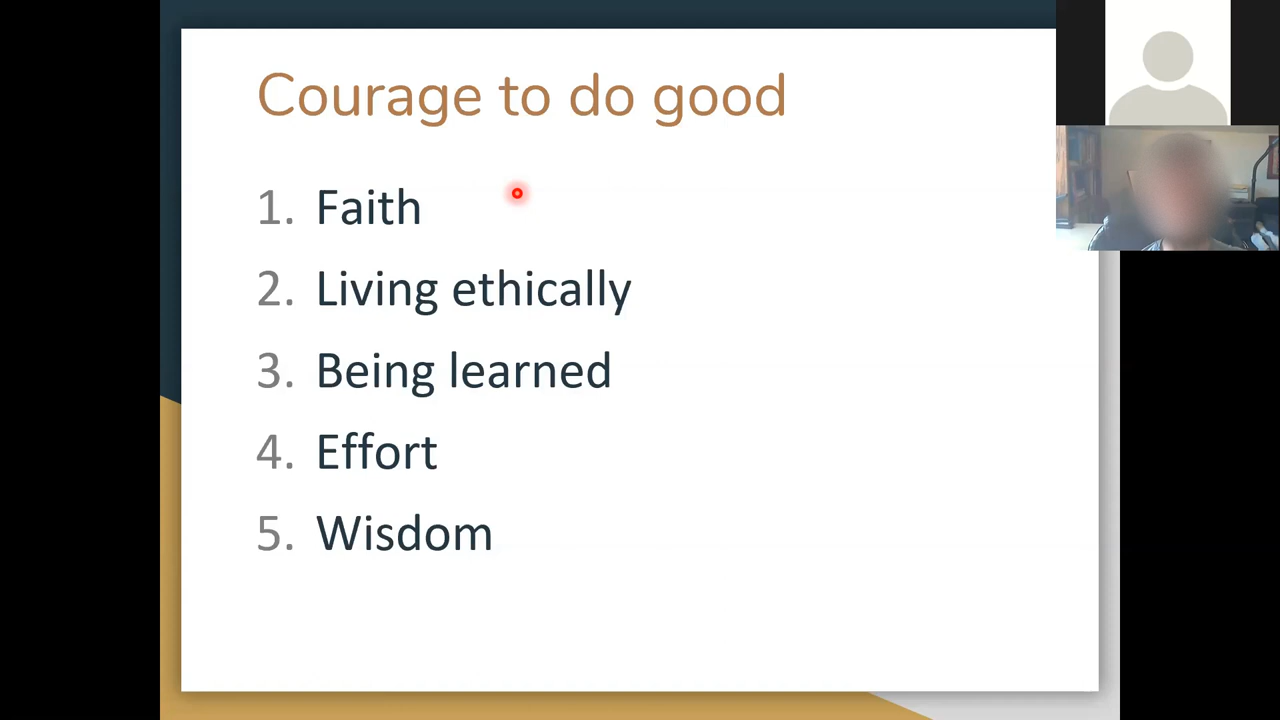 Courage to do good
1. Faith
2. Living ethically
3. Being learned
4. Effort
5. Wisdom